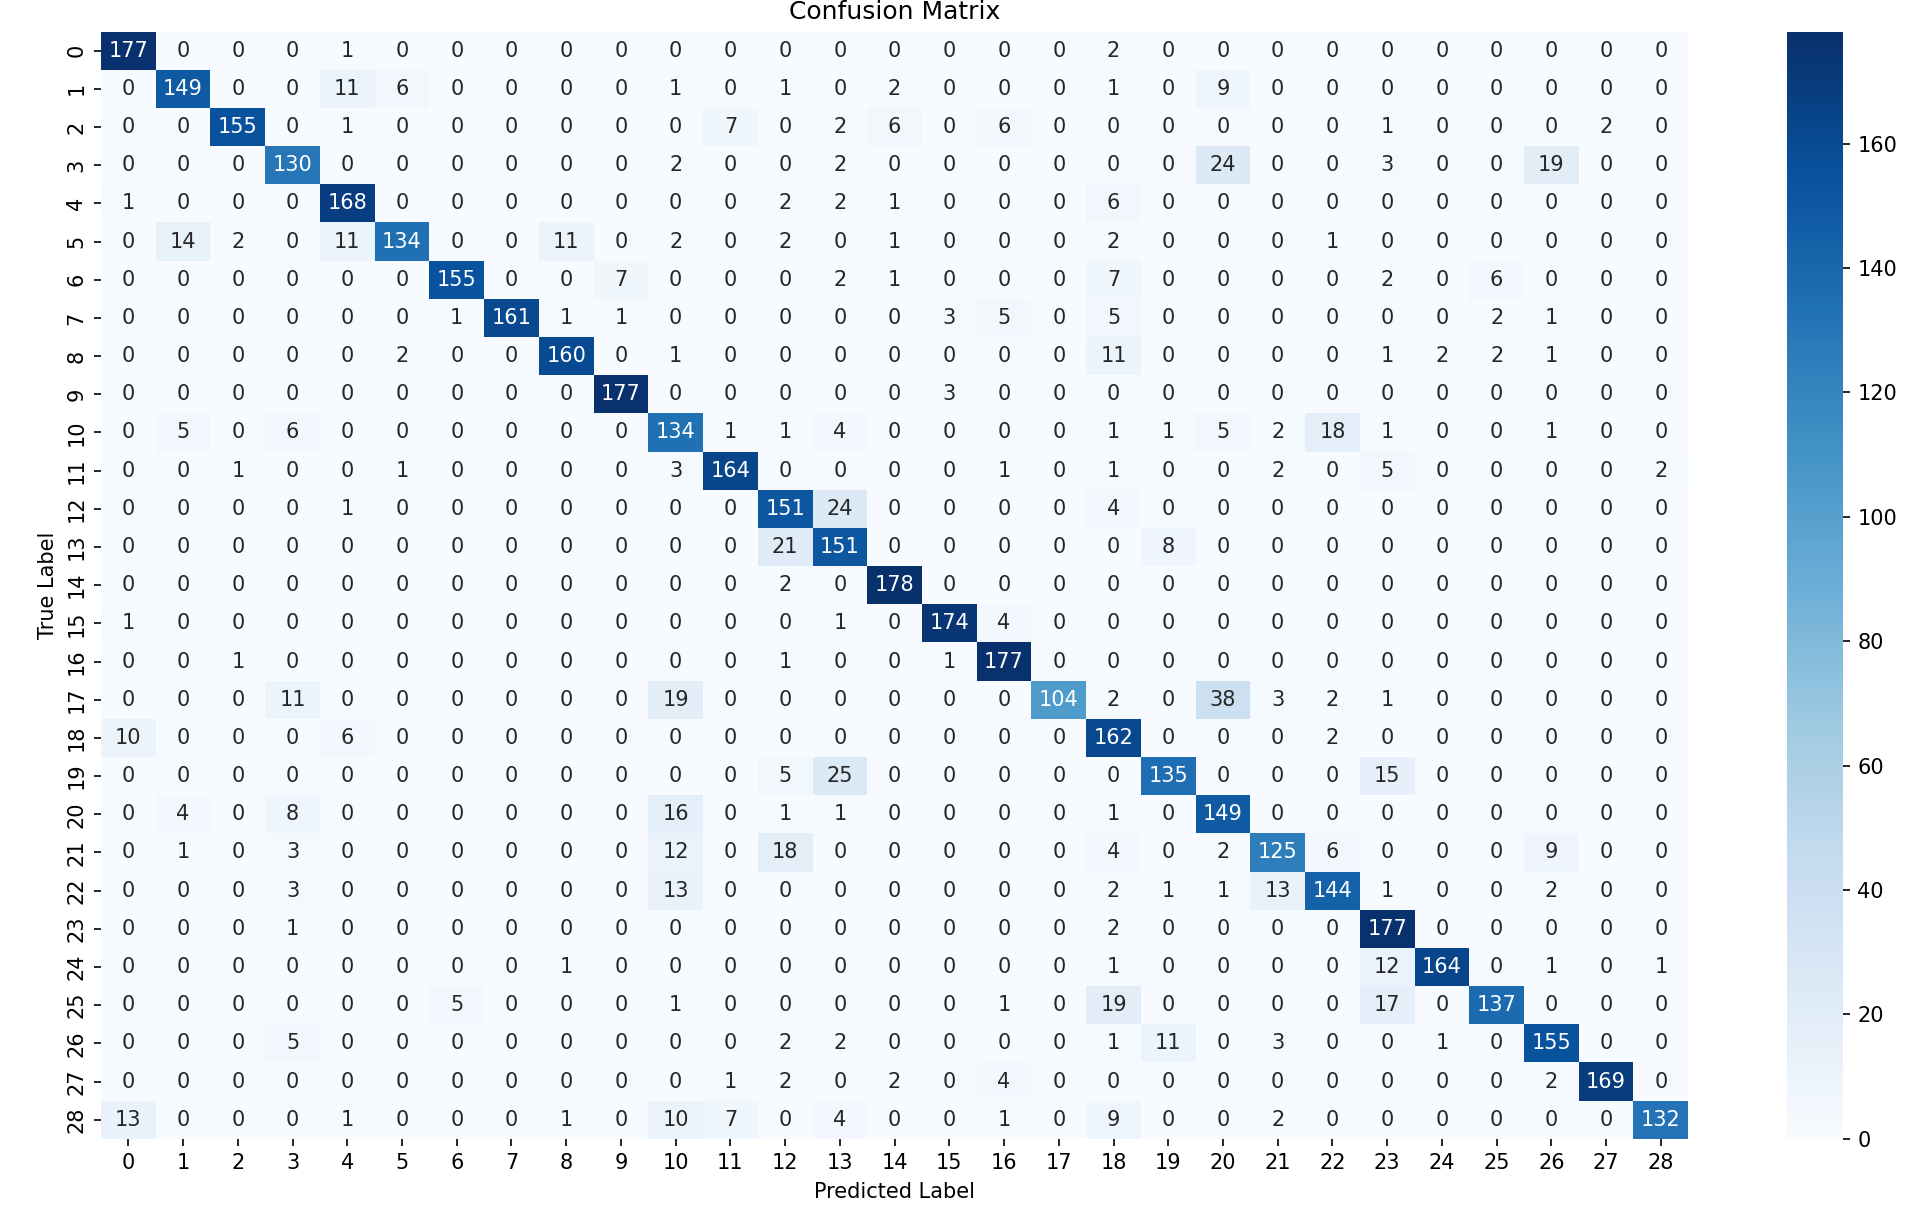 Confusion Matrix
0 177 0 0 0 1 0 0 0 0 0 0 0 0 0 0 0 0 0 2 0 0 0 0 0 0 0 0 0 0
1 0 149 0 0 11 6 0 0 0 0 1 0 1 0 2 0 0 0 1 0 9 0 0 0 0 0 0 0 0
2 0 0 155 0 1 0 0 0 0 0 0 7 0 2 6 0 6 0 0 0 0 0 0 1 0 0 0 2 0
3 0 0 0 130 0 0 0 0 0 0 2 0 0 2 0 0 0 0 0 0 24 0 0 3 0 0 19 0 0
4 1 0 0 0 168 0 0 0 0 0 0 0 2 2 1 0 0 0 6 0 0 0 0 0 0 0 0 0 0
5 0 14 2 0 11 134 0 0 11 0 2 0 2 0 1 0 0 0 2 0 0 0 1 0 0 0 0 0 0
6 0 0 0 0 0 0 155 0 0 7 0 0 0 2 1 0 0 0 7 0 0 0 0 2 0 6 0 0 0
7 0 0 0 0 0 0 1 161 1 1 0 0 0 0 0 3 5 0 5 0 0 0 0 0 0 2 1 0 0
8 0 0 0 0 0 2 0 0 160 0 1 0 0 0 0 0 0 0 11 0 0 0 0 1 2 2 1 0 0
9 0 0 0 0 0 0 0 0 0 177 0 0 0 0 0 3 0 0 0 0 0 0 0 0 0 0 0 0 0
10 0 5 0 6 0 0 0 0 0 0 134 1 1 4 0 0 0 0 1 1 5 2 18 1 0 0 1 0 0
11 0 0 1 0 0 1 0 0 0 0 3 164 0 0 0 0 1 0 1 0 0 2 0 5 0 0 0 0 2
12 0 0 0 0 1 0 0 0 0 0 0 0 151 24 0 0 0 0 4 0 0 0 0 0 0 0 0 0 0
13 0 0 0 0 0 0 0 0 0 0 0 0 21 151 0 0 0 0 0 8 0 0 0 0 0 0 0 0 0
14 0 0 0 0 0 0 0 0 0 0 0 0 2 0 178 0 0 0 0 0 0 0 0 0 0 0 0 0 0
15 1 0 0 0 0 0 0 0 0 0 0 0 0 1 0 174 4 0 0 0 0 0 0 0 0 0 0 0 0
16 0 0 1 0 0 0 0 0 0 0 0 0 1 0 0 1 177 0 0 0 0 0 0 0 0 0 0 0 0
17 0 0 0 11 0 0 0 0 0 0 19 0 0 0 0 0 0 104 2 0 38 3 2 1 0 0 0 0 0
18 10 0 0 0 6 0 0 0 0 0 0 0 0 0 0 0 0 0 162 0 0 0 2 0 0 0 0 0 0
19 0 0 0 0 0 0 0 0 0 0 0 0 5 25 0 0 0 0 0 135 0 0 0 15 0 0 0 0 0
20 0 4 0 8 0 0 0 0 0 0 16 0 1 1 0 0 0 0 1 0 149 0 0 0 0 0 0 0 0
21 0 1 0 3 0 0 0 0 0 0 12 0 18 0 0 0 0 0 4 0 2 125 6 0 0 0 9 0 0
22 0 0 0 3 0 0 0 0 0 0 13 0 0 0 0 0 0 0 2 1 1 13 144 1 0 0 2 0 0
23 0 0 0 1 0 0 0 0 0 0 0 0 0 0 0 0 0 0 2 0 0 0 0 177 0 0 0 0 0
24 0 0 0 0 0 0 0 0 1 0 0 0 0 0 0 0 0 0 1 0 0 0 0 12 164 0 1 0 1
25 0 0 0 0 0 0 5 0 0 0 1 0 0 0 0 0 1 0 19 0 0 0 0 17 0 137 0 0 0
26 0 0 0 5 0 0 0 0 0 0 0 0 2 2 0 0 0 0 1 11 0 3 0 0 1 0 155 0 0
27 0 0 0 0 0 0 0 0 0 0 0 1 2 0 2 0 4 0 0 0 0 0 0 0 0 0 2 169 0
28 13 0 0 0 1 0 0 0 1 0 10 7 0 4 0 0 1 0 9 0 0 2 0 0 0 0 0 0 132
0 1 2 3 4 5 6 7 8 9 10 11 12 13 14 15 16 17 18 19 20 21 22 23 24 25 26 27 28
Predicted Label
True Label
160
140
120
100
80
60
40
20
0